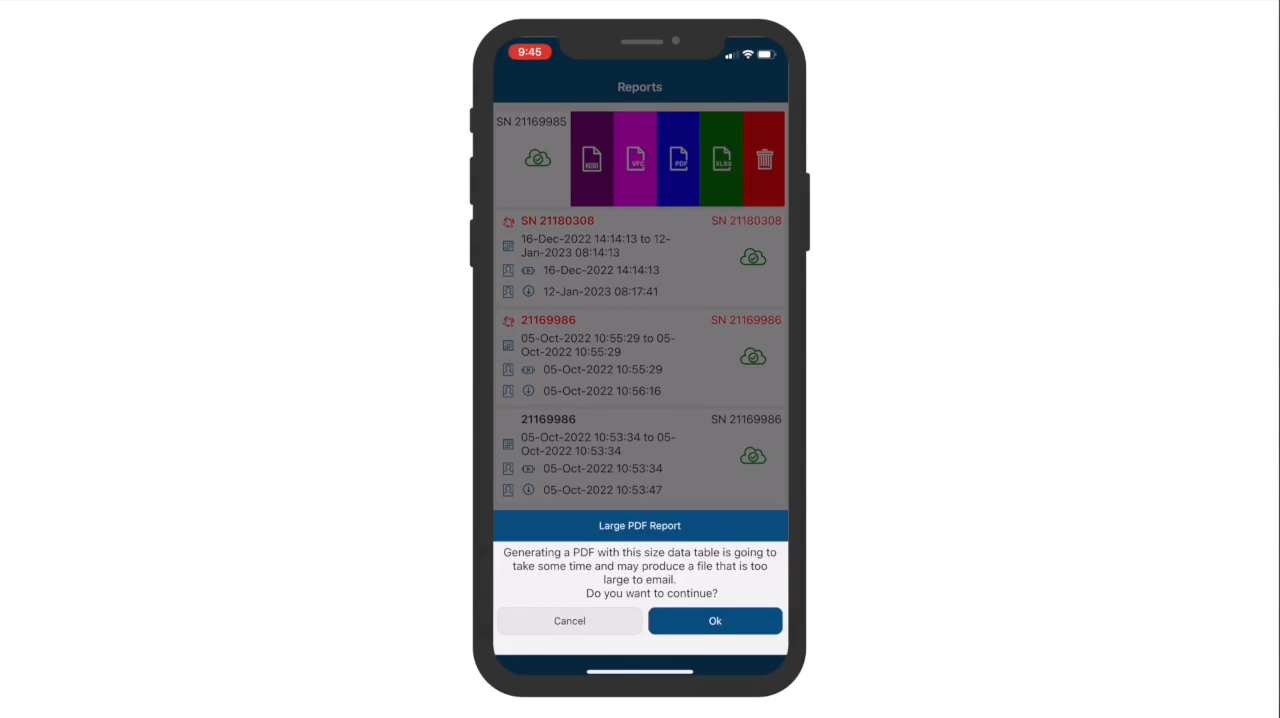 9:45
Reports
SN 21169985
VFC
PDF
XLSX
SN 21180308 SN 21180308
16-Dec-2022 14:14:13 to 12-
Jan-2023 08:14:13
16-Dec-2022 14:14:13
12-Jan-2023 08:17:41
21169986 SN 21169986
05-Oct-2022 10:55:29 to 05-
Oct-2022 10:55:29
05-Oct-2022 10:55:29
05-Oct-2022 10:56:16
21169986 SN 21169986
05-Oct-2022 10:53:34 to 05-
Oct-2022 10:53:34
05-Oct-2022 10:53:34
05-Oct-2022 10:53:47
Large PDF Report
Generating a PDF with this size data table is going to
take some time and may produce a file that is too
large to email.
Do you want to continue?
Cancel Ok